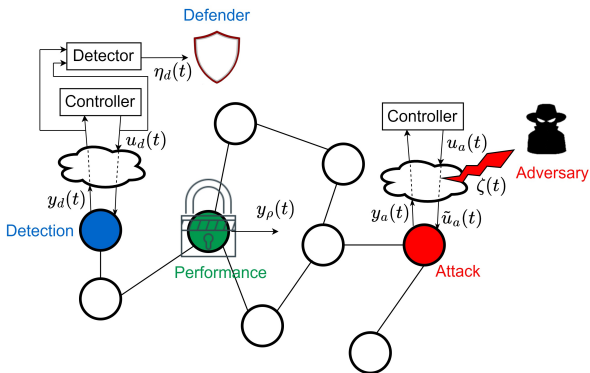 Defender
Detector
η_d(t)
Controller
u_d(t)
y_d(t)
Detection
y_ρ(t)
Performance
Controller
u_a(t)
Adversary
ζ(t)
y_a(t)
ũ_a(t)
Attack